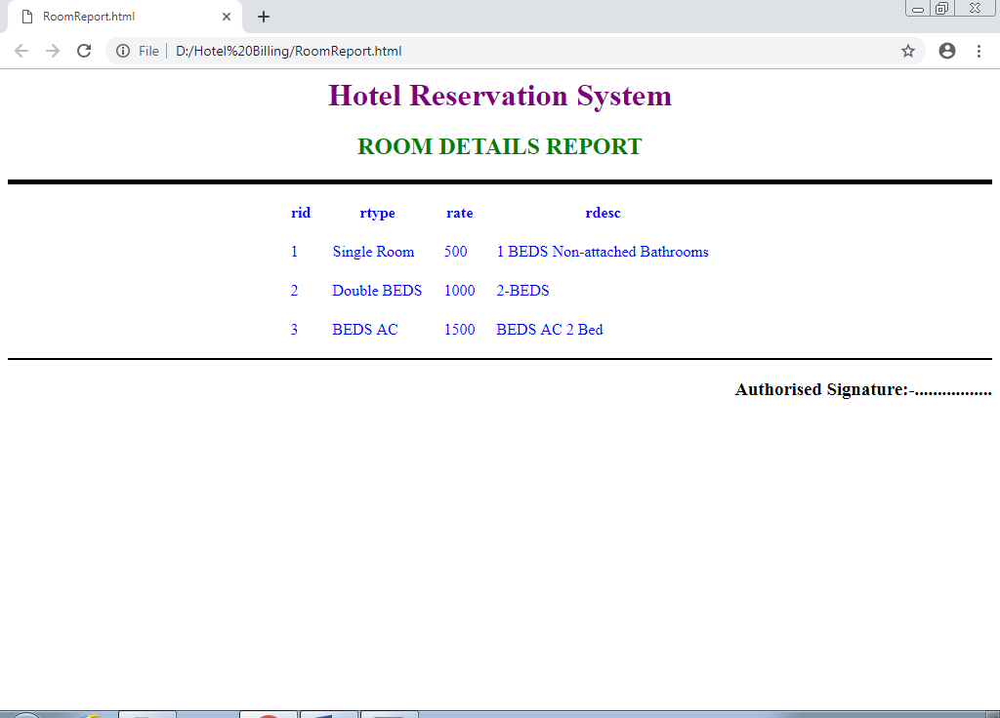 RoomReport.html
File D:/Hotel%20Billing/RoomReport.html
Hotel Reservation System
ROOM DETAILS REPORT
rid rtype rate rdesc
1 Single Room 500 1 BEDS Non-attached Bathrooms
2 Double BEDS 1000 2-BEDS
3 BEDS AC 1500 BEDS AC 2 Bed
Authorised Signature:-.................